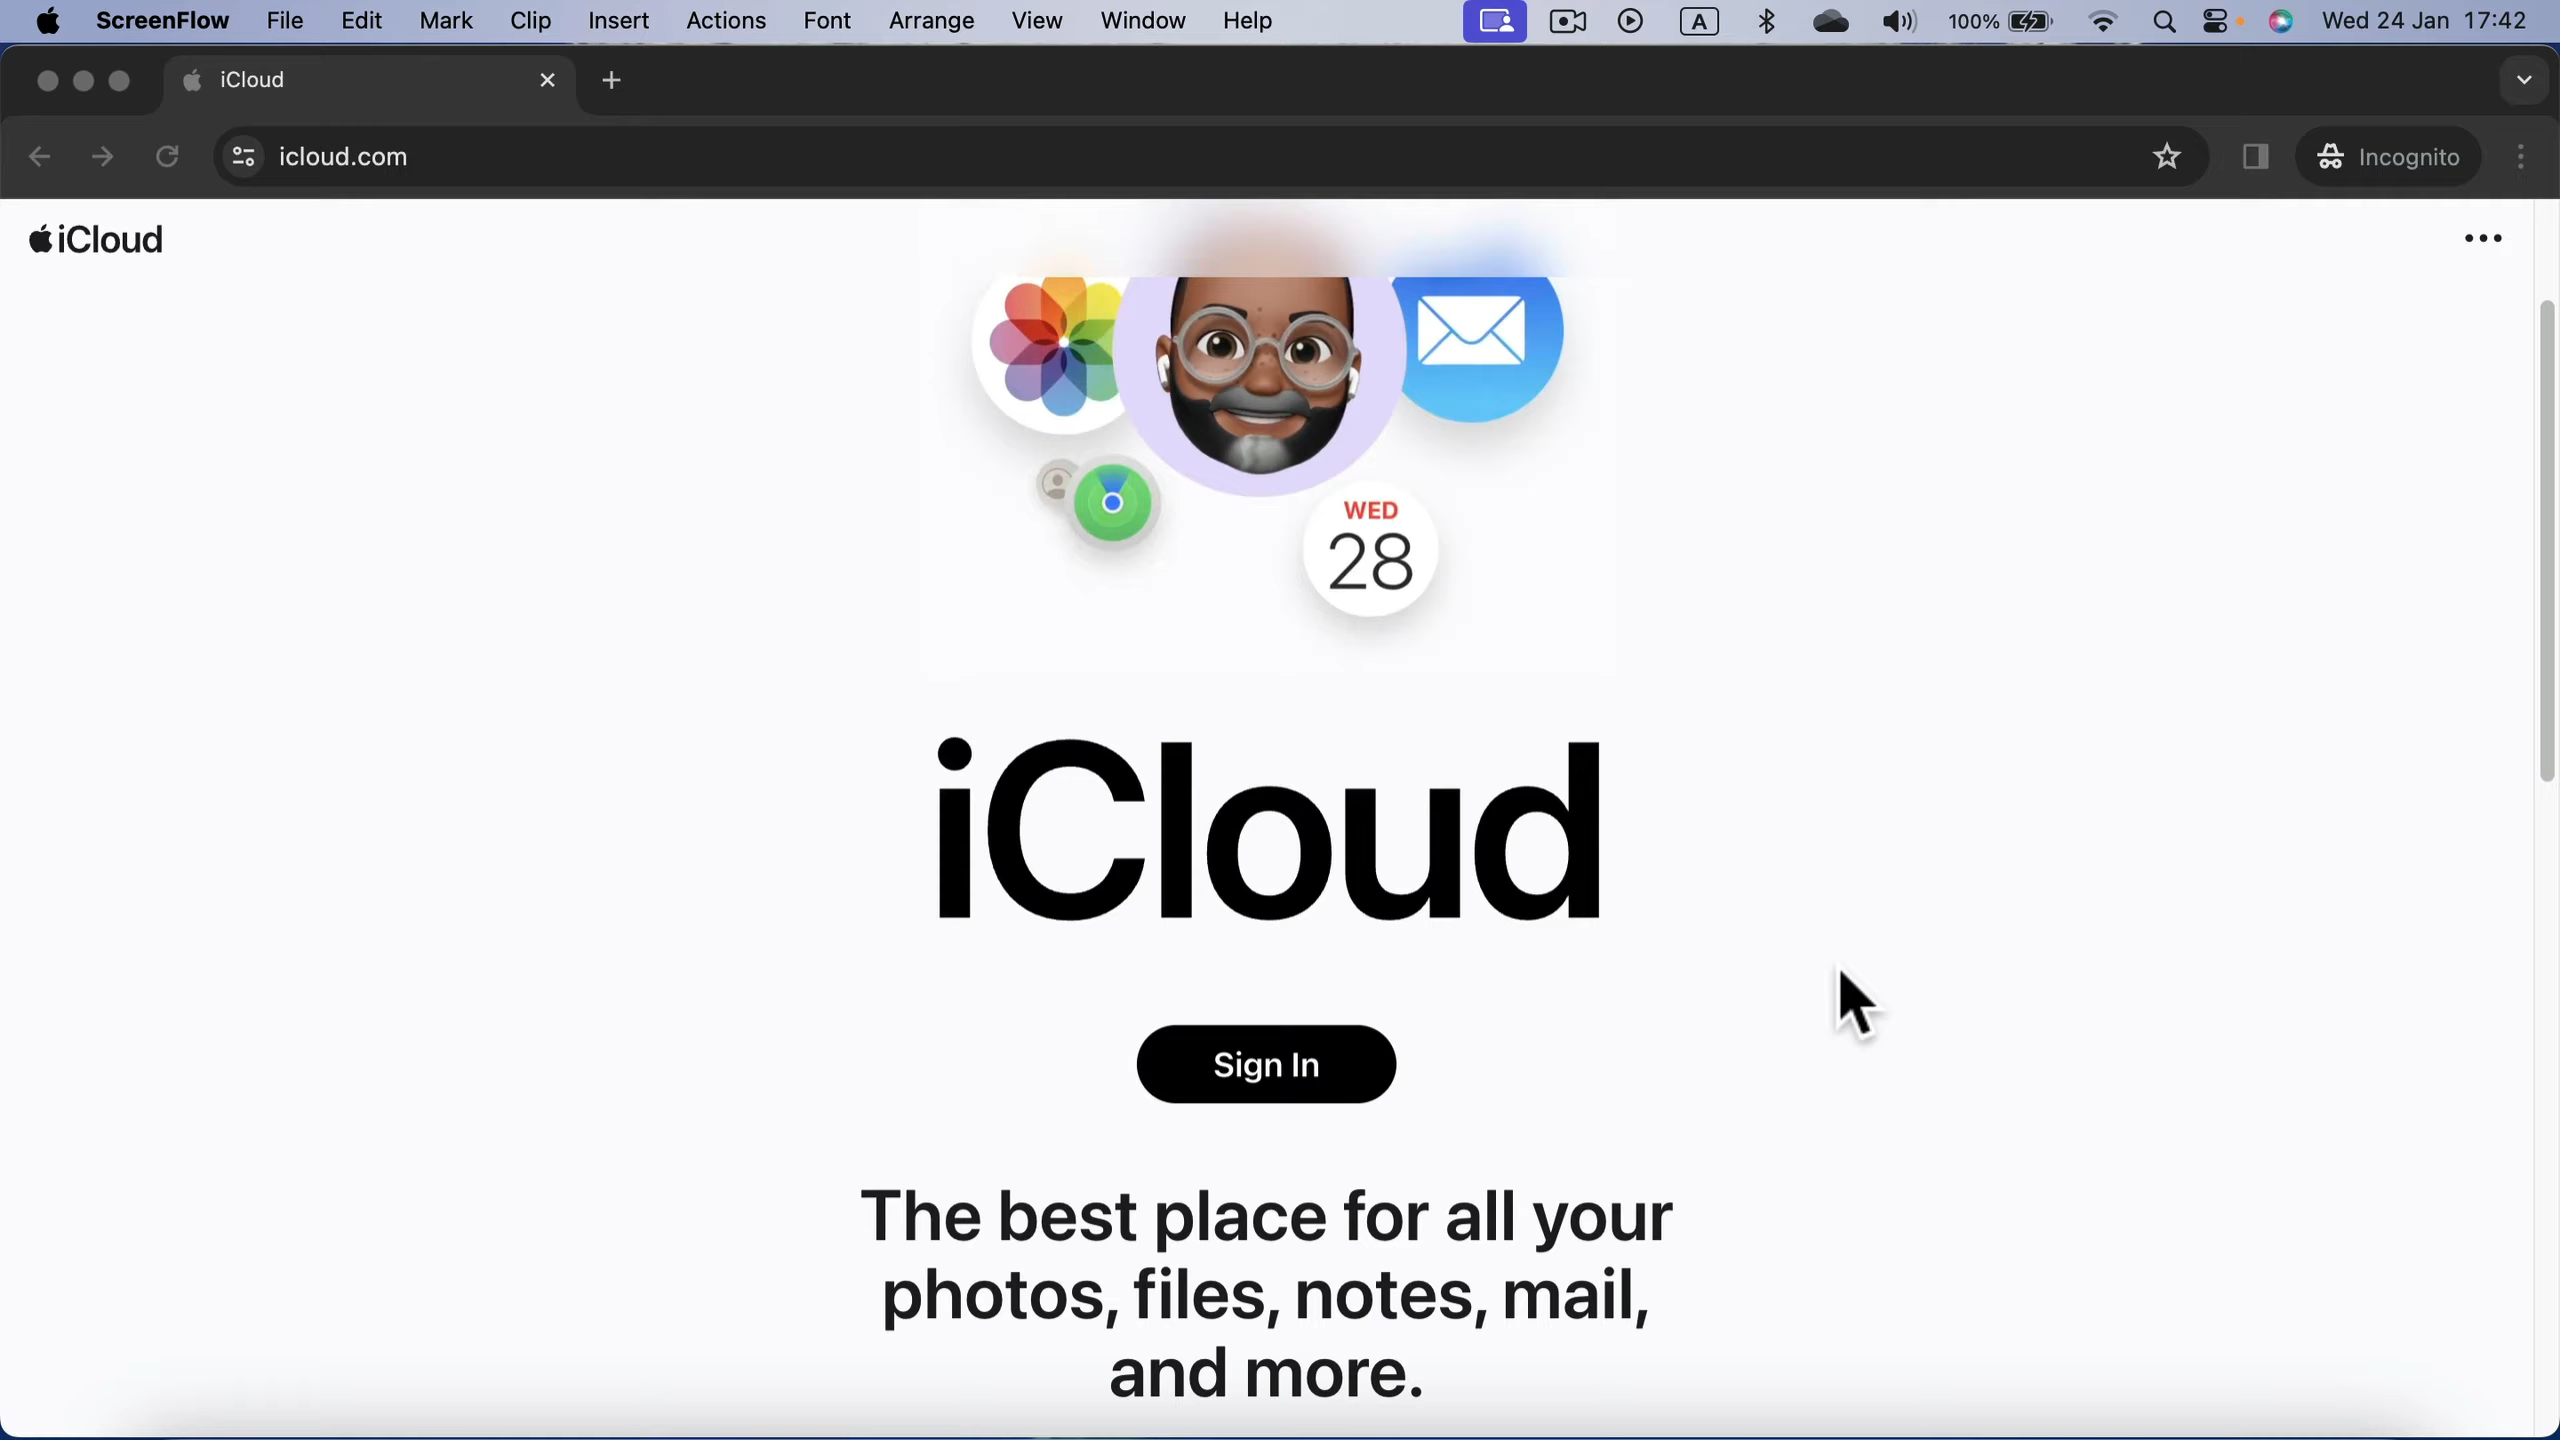 ScreenFlow File Edit Mark Clip Insert Actions Font Arrange View Window Help A 100% Wed 24 Jan 17:42
iCloud
icloud.com Incognito
iCloud
WED
28
iCloud
Sign In
The best place for all your
photos, files, notes, mail,
and more.